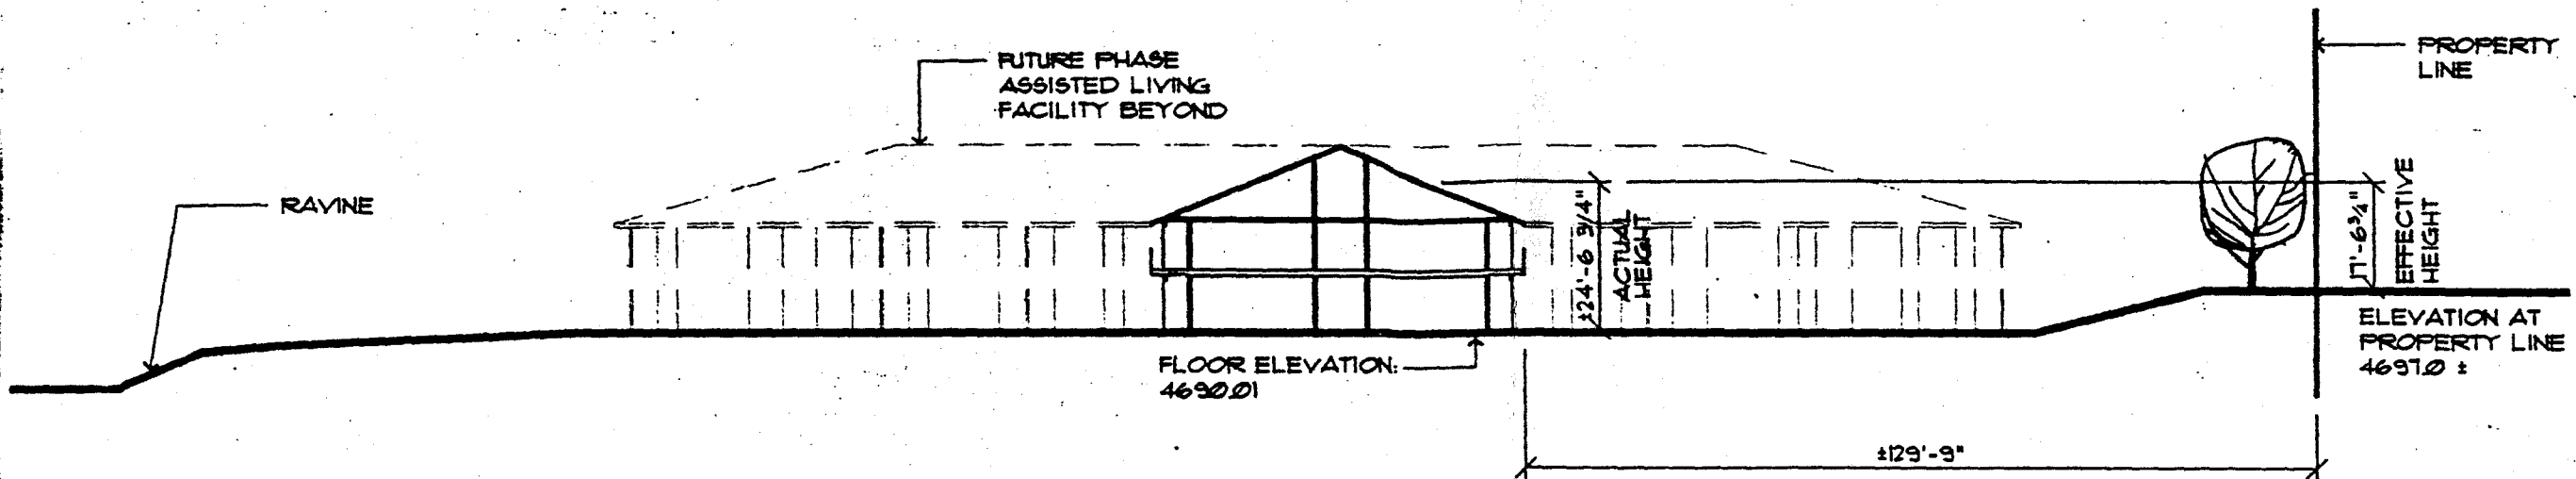 FUTURE PHASE
ASSISTED LIVING
FACILITY BEYOND
PROPERTY
LINE
RAVINE
±24'-6 3/4"
ACTUAL
HEIGHT
17'-6 3/4"
EFFECTIVE
HEIGHT
FLOOR ELEVATION:
4690.01
ELEVATION AT
PROPERTY LINE
4697.0 ±
±129'-9"